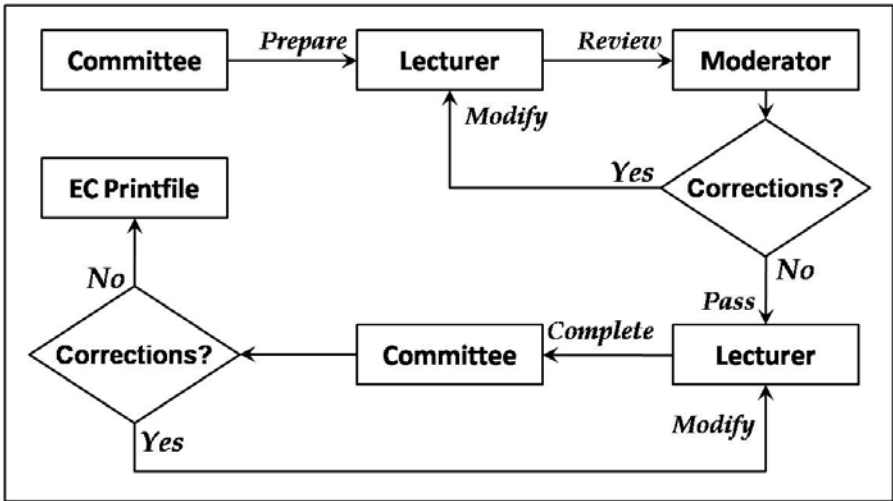 Committee
Prepare
Lecturer
Review
Moderator
Modify
Yes
Corrections?
EC Printfile
No
No
Pass
Corrections?
Committee
Complete
Lecturer
Yes
Modify